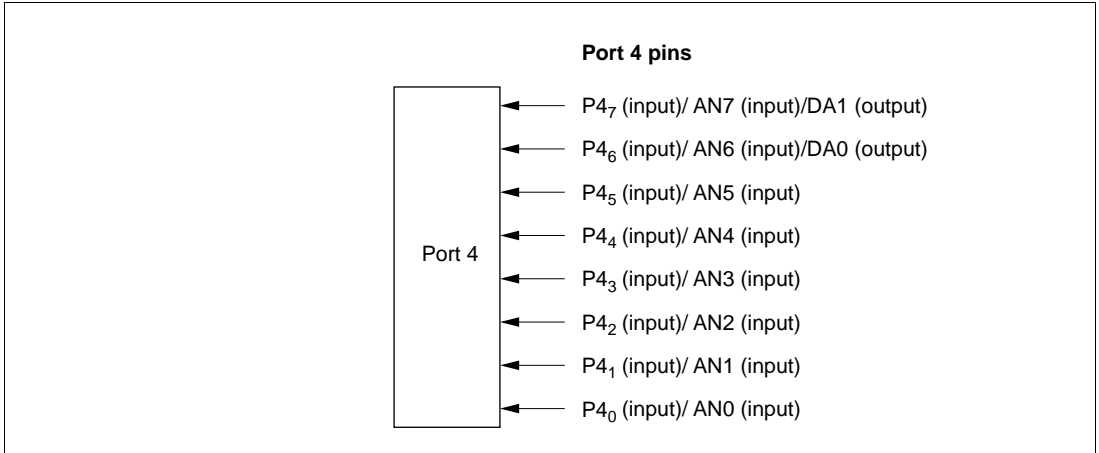 Port 4 pins
P4₇ (input)/ AN7 (input)/DA1 (output)
P4₆ (input)/ AN6 (input)/DA0 (output)
P4₅ (input)/ AN5 (input)
P4₄ (input)/ AN4 (input)
Port 4
P4₃ (input)/ AN3 (input)
P4₂ (input)/ AN2 (input)
P4₁ (input)/ AN1 (input)
P4₀ (input)/ AN0 (input)